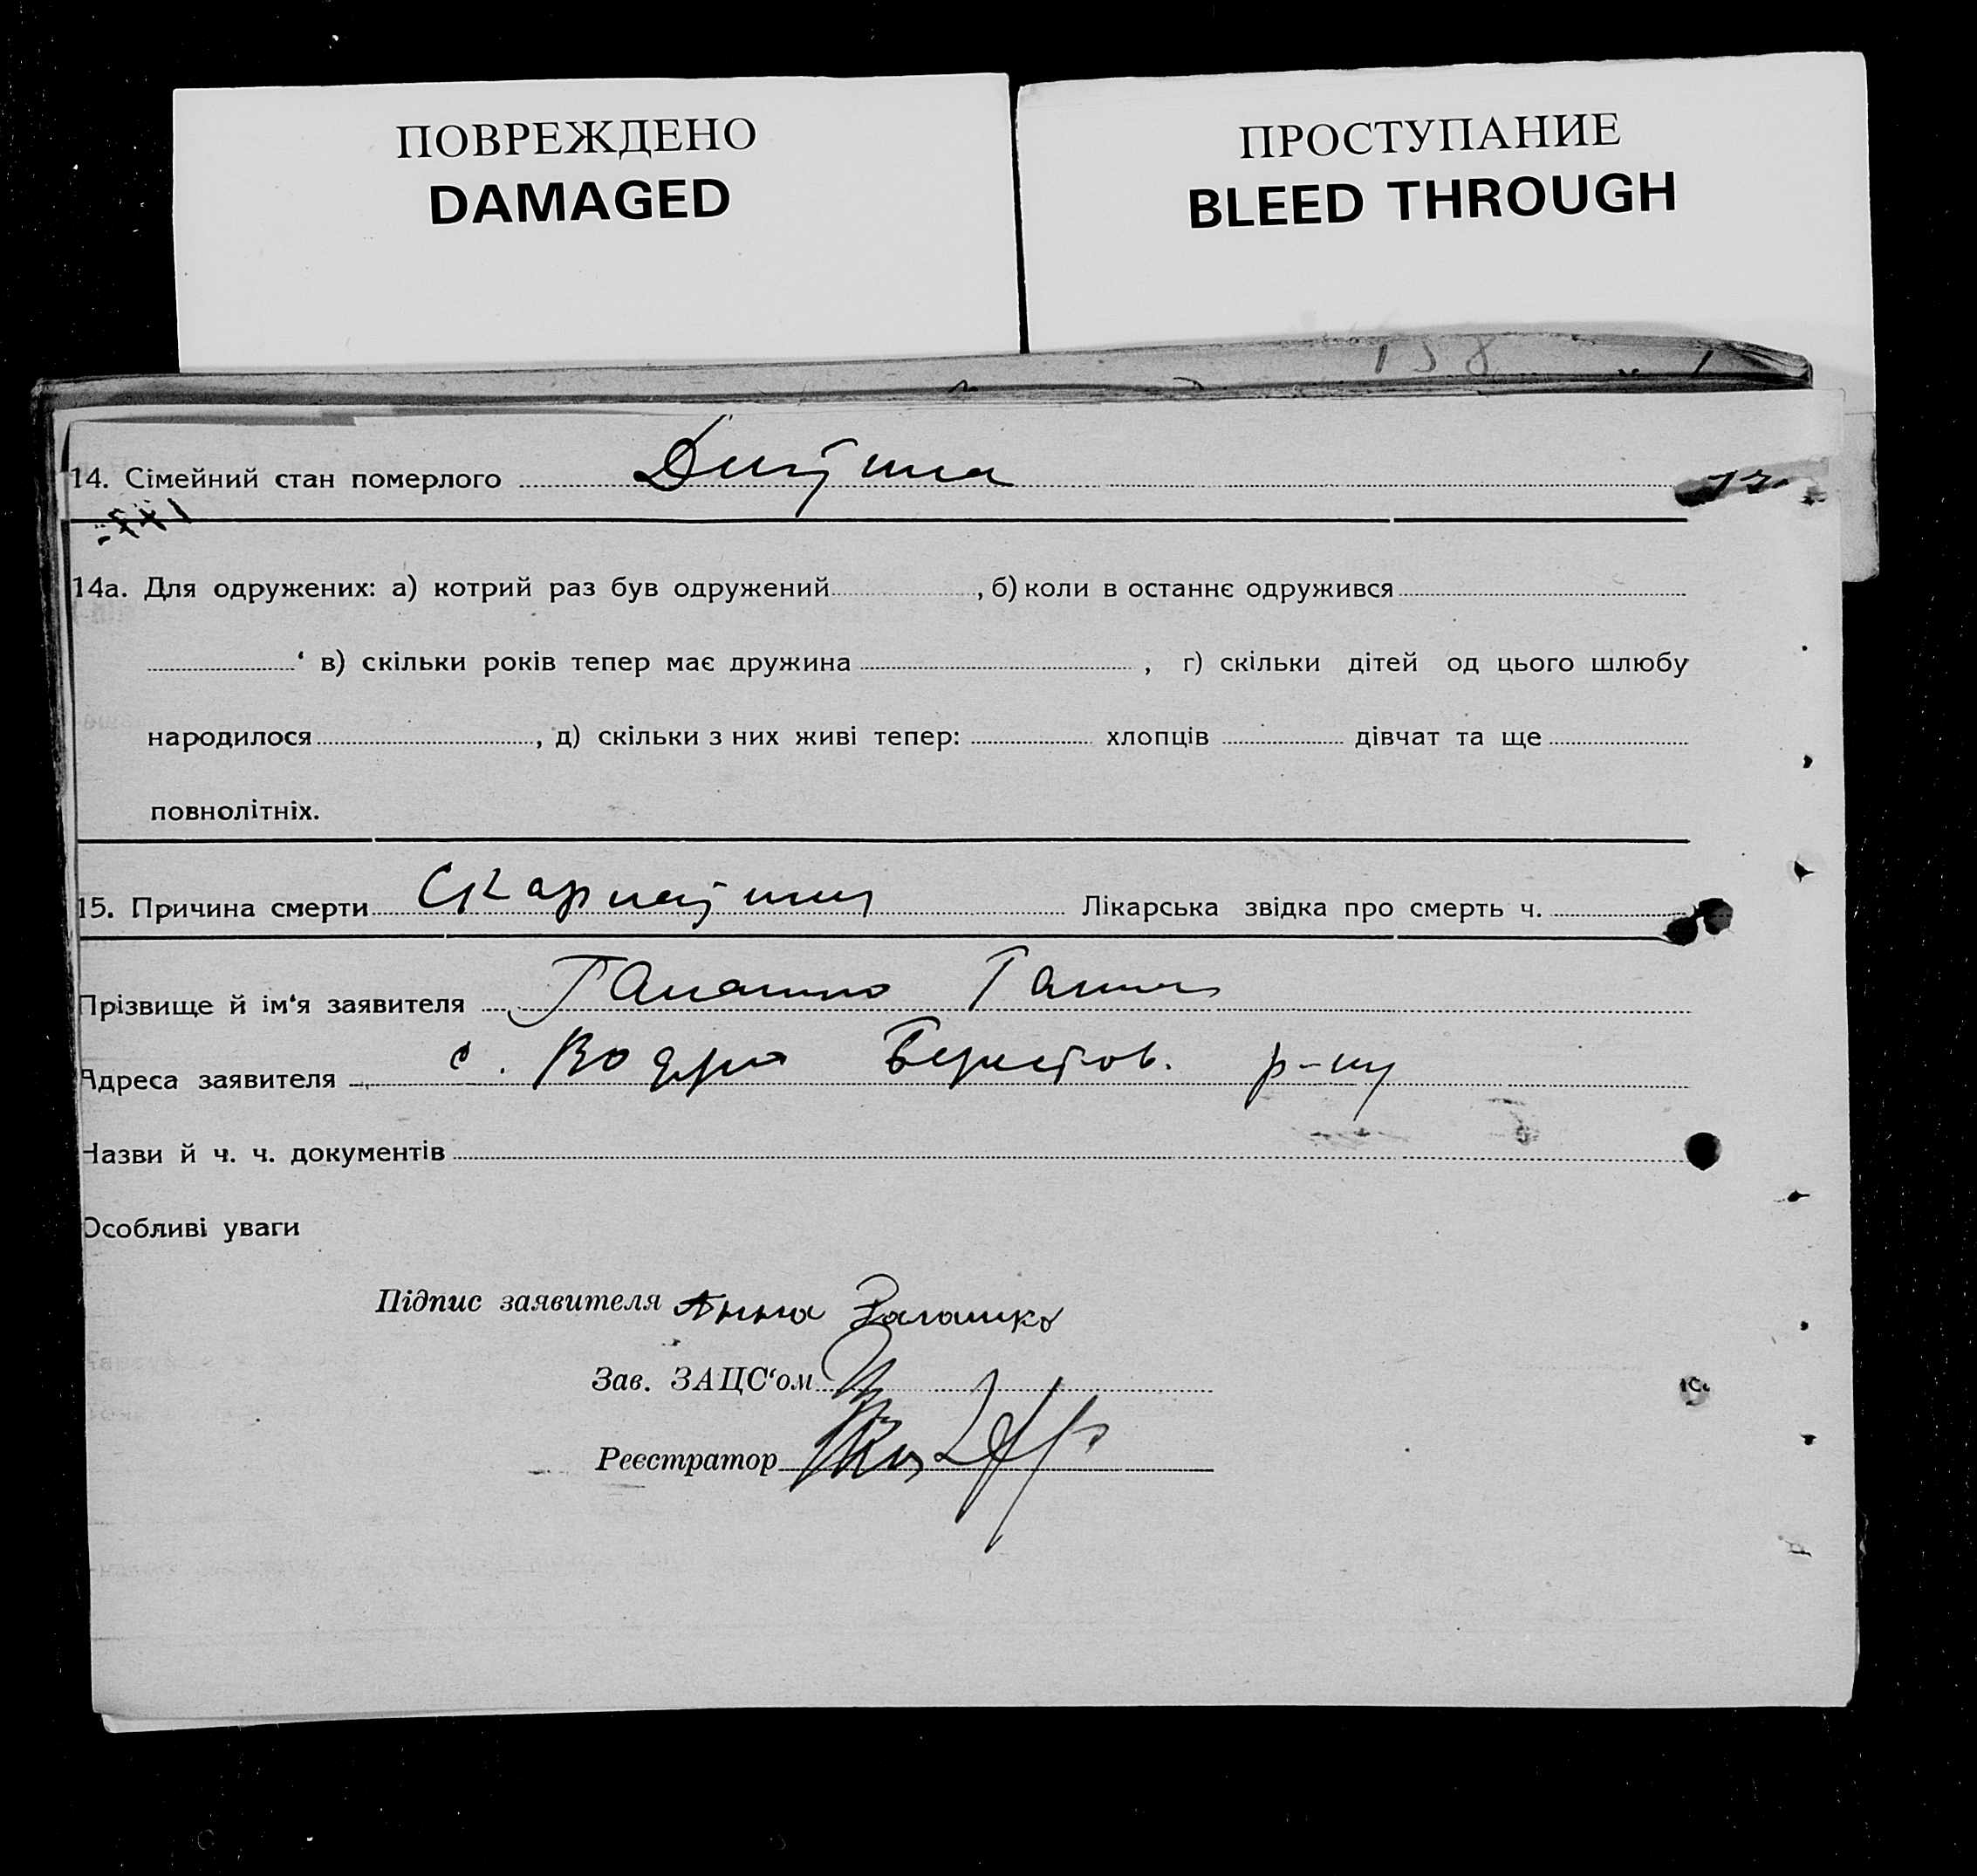 ПОВРЕЖДЕНО
DAMAGED
ПРОСТУПАНИЕ
BLEED THROUGH
158
14. Сімейний стан померлого Дитина
14а. Для одружених: а) котрий раз був одружений , б) коли в останнє одружився
‘ в) скільки років тепер має дружина , г) скільки дітей од цього шлюбу
народилося , д) скільки з них живі тепер: хлопців дівчат та ще
повнолітніх.
15. Причина смерти Скарлатина Лікарська звідка про смерть ч.
Прізвище й ім‘я заявителя Ганна
Адреса заявителя с. р-ну
Назви й ч. ч. документів
Особливі уваги
Підпис заявителя Анна
Зав. ЗАЦС‘ом
Реєстратор